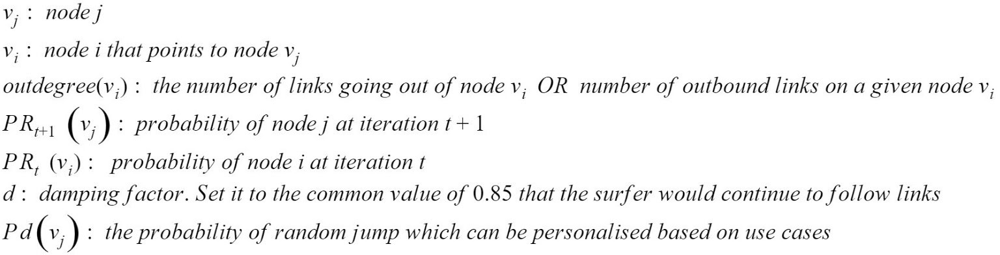 v_j : node j
v_i : node i that points to node v_j
outdegree(v_i) : the number of links going out of node v_i OR number of outbound links on a given node v_i
PR_{t+1} (v_j) : probability of node j at iteration t + 1
PR_t (v_i) : probability of node i at iteration t
d : damping factor. Set it to the common value of 0.85 that the surfer would continue to follow links
Pd(v_j) : the probability of random jump which can be personalised based on use cases